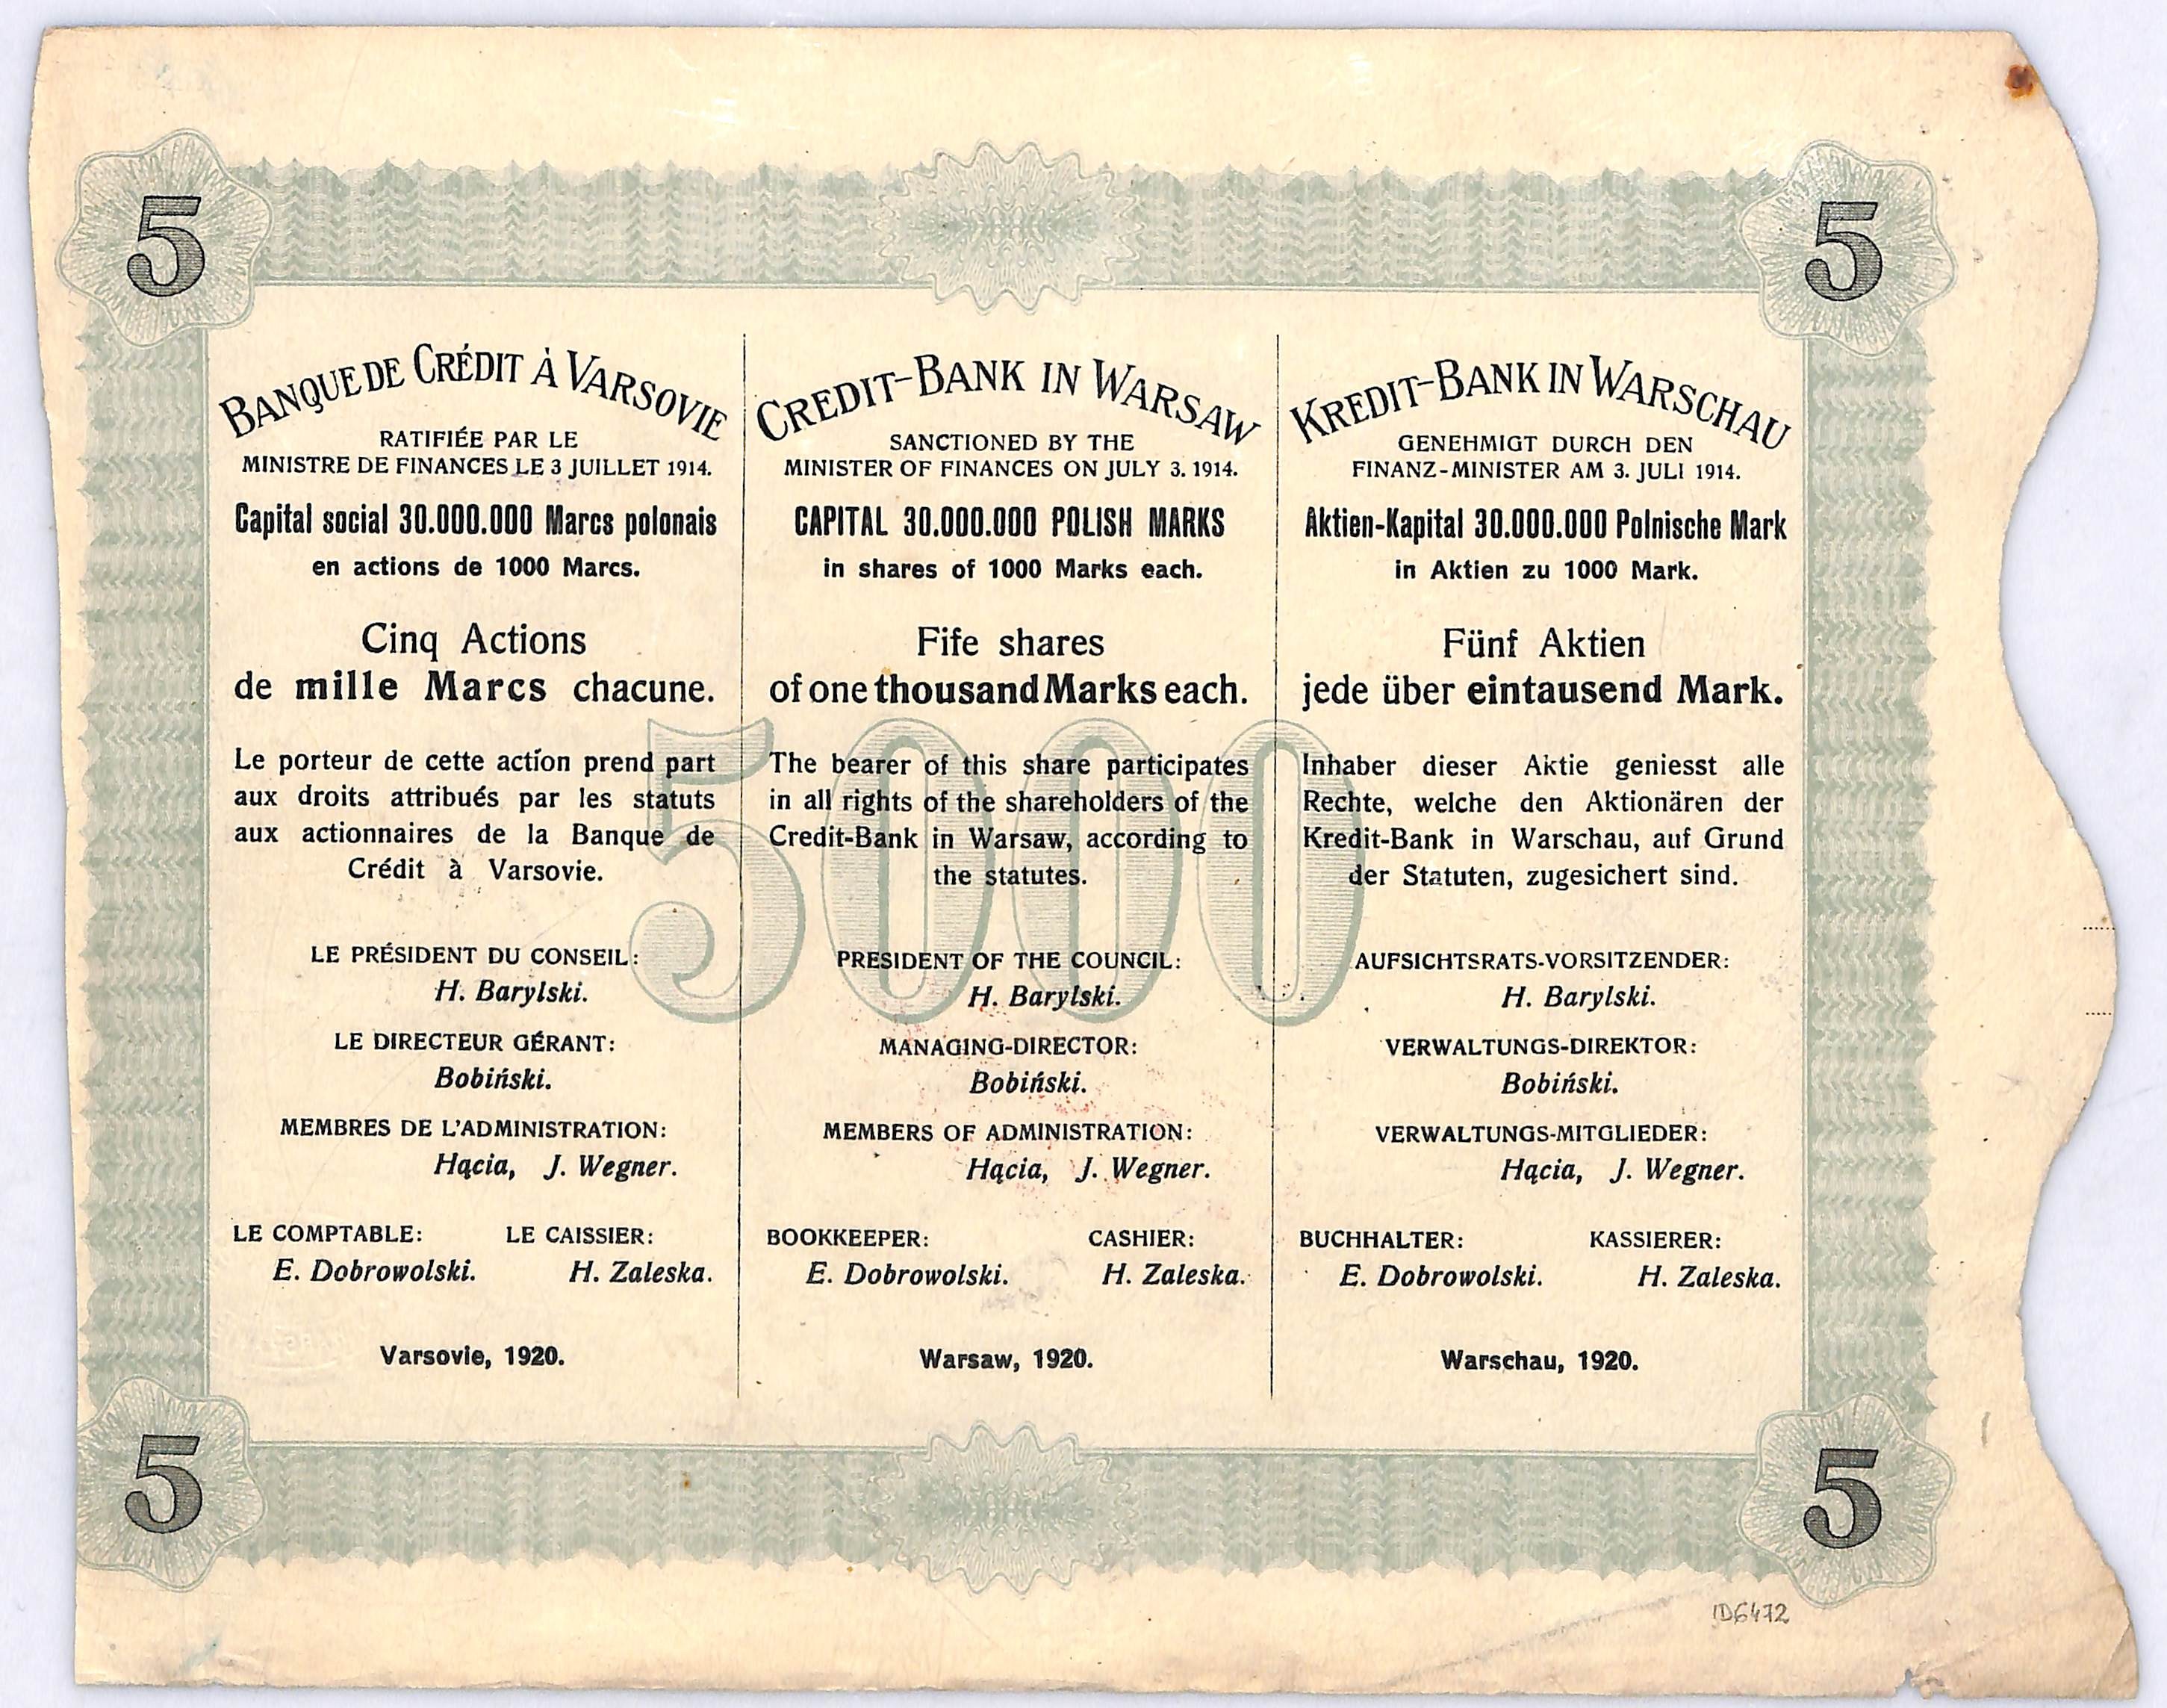 5
5
BANQUE DE CRÉDIT À VARSOVIE
RATIFIÉE PAR LE
MINISTRE DE FINANCES LE 3 JUILLET 1914.
Capital social 30.000.000 Marcs polonais
en actions de 1000 Marcs.
Cinq Actions
de mille Marcs chacune.
Le porteur de cette action prend part
aux droits attribués par les statuts
aux actionnaires de la Banque de
Crédit à Varsovie.
LE PRÉSIDENT DU CONSEIL:
H. Barylski.
LE DIRECTEUR GÉRANT:
Bobiński.
MEMBRES DE L'ADMINISTRATION:
Hącia, J. Wegner.
LE COMPTABLE: LE CAISSIER:
E. Dobrowolski. H. Zaleska.
Varsovie, 1920.
CREDIT-BANK IN WARSAW
SANCTIONED BY THE
MINISTER OF FINANCES ON JULY 3. 1914.
CAPITAL 30.000.000 POLISH MARKS
in shares of 1000 Marks each.
Fife shares
of one thousand Marks each.
The bearer of this share participates
in all rights of the shareholders of the
Credit-Bank in Warsaw, according to
the statutes.
PRESIDENT OF THE COUNCIL:
H. Barylski.
MANAGING-DIRECTOR:
Bobiński.
MEMBERS OF ADMINISTRATION:
Hącia, J. Wegner.
BOOKKEEPER: CASHIER:
E. Dobrowolski. H. Zaleska.
Warsaw, 1920.
KREDIT-BANK IN WARSCHAU
GENEHMIGT DURCH DEN
FINANZ-MINISTER AM 3. JULI 1914.
Aktien-Kapital 30.000.000 Polnische Mark
in Aktien zu 1000 Mark.
Fünf Aktien
jede über eintausend Mark.
Inhaber dieser Aktie geniesst alle
Rechte, welche den Aktionären der
Kredit-Bank in Warschau, auf Grund
der Statuten, zugesichert sind.
AUFSICHTSRATS-VORSITZENDER:
H. Barylski.
VERWALTUNGS-DIREKTOR:
Bobiński.
VERWALTUNGS-MITGLIEDER:
Hącia, J. Wegner.
BUCHHALTER: KASSIERER:
E. Dobrowolski. H. Zaleska.
Warschau, 1920.
5000
5
5
ID6472